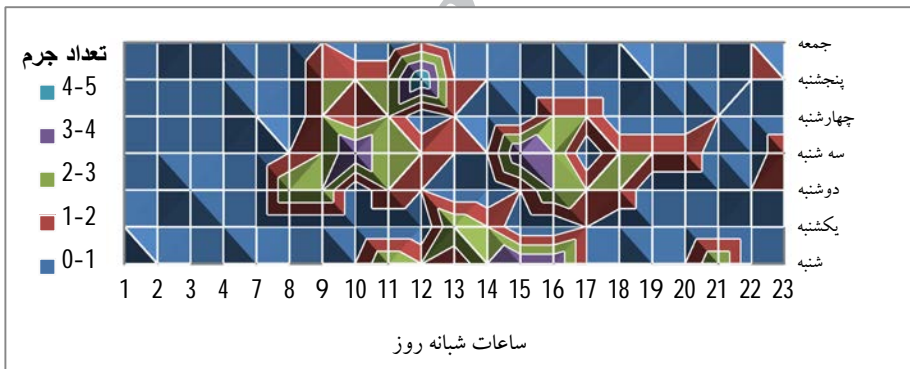 تعداد جرم
4-5
3-4
2-3
1-2
0-1
جمعه
پنجشنبه
چهارشنبه
سه شنبه
دوشنبه
یکشنبه
شنبه
1 2 3 4 7 8 9 10 11 12 13 14 15 16 17 18 19 20 21 22 23
ساعات شبانه روز